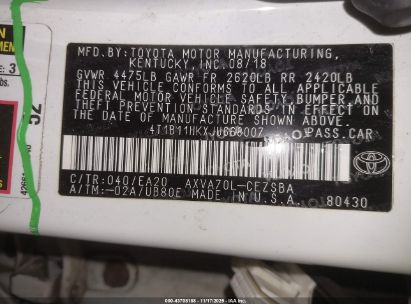 MFD.BY:TOYOTA MOTOR MANUFACTURING,
KENTUCKY, INC. 08/18
GVWR 4475LB GAWR FR 2620LB RR 2420LB
THIS VEHICLE CONFORMS TO ALL APPLICABLE
FEDERAL MOTOR VEHICLE SAFETY, BUMPER, AND
THEFT PREVENTION STANDARDS IN EFFECT ON
THE DATE OF MANUFACTURE SHOWN ABOVE.
PASS.CAR
C/TR:040/EA20 AXVA70L-CEZSBA
A/TM:-02A/UB80E MADE IN U.S.A.
80430
TOYOTA